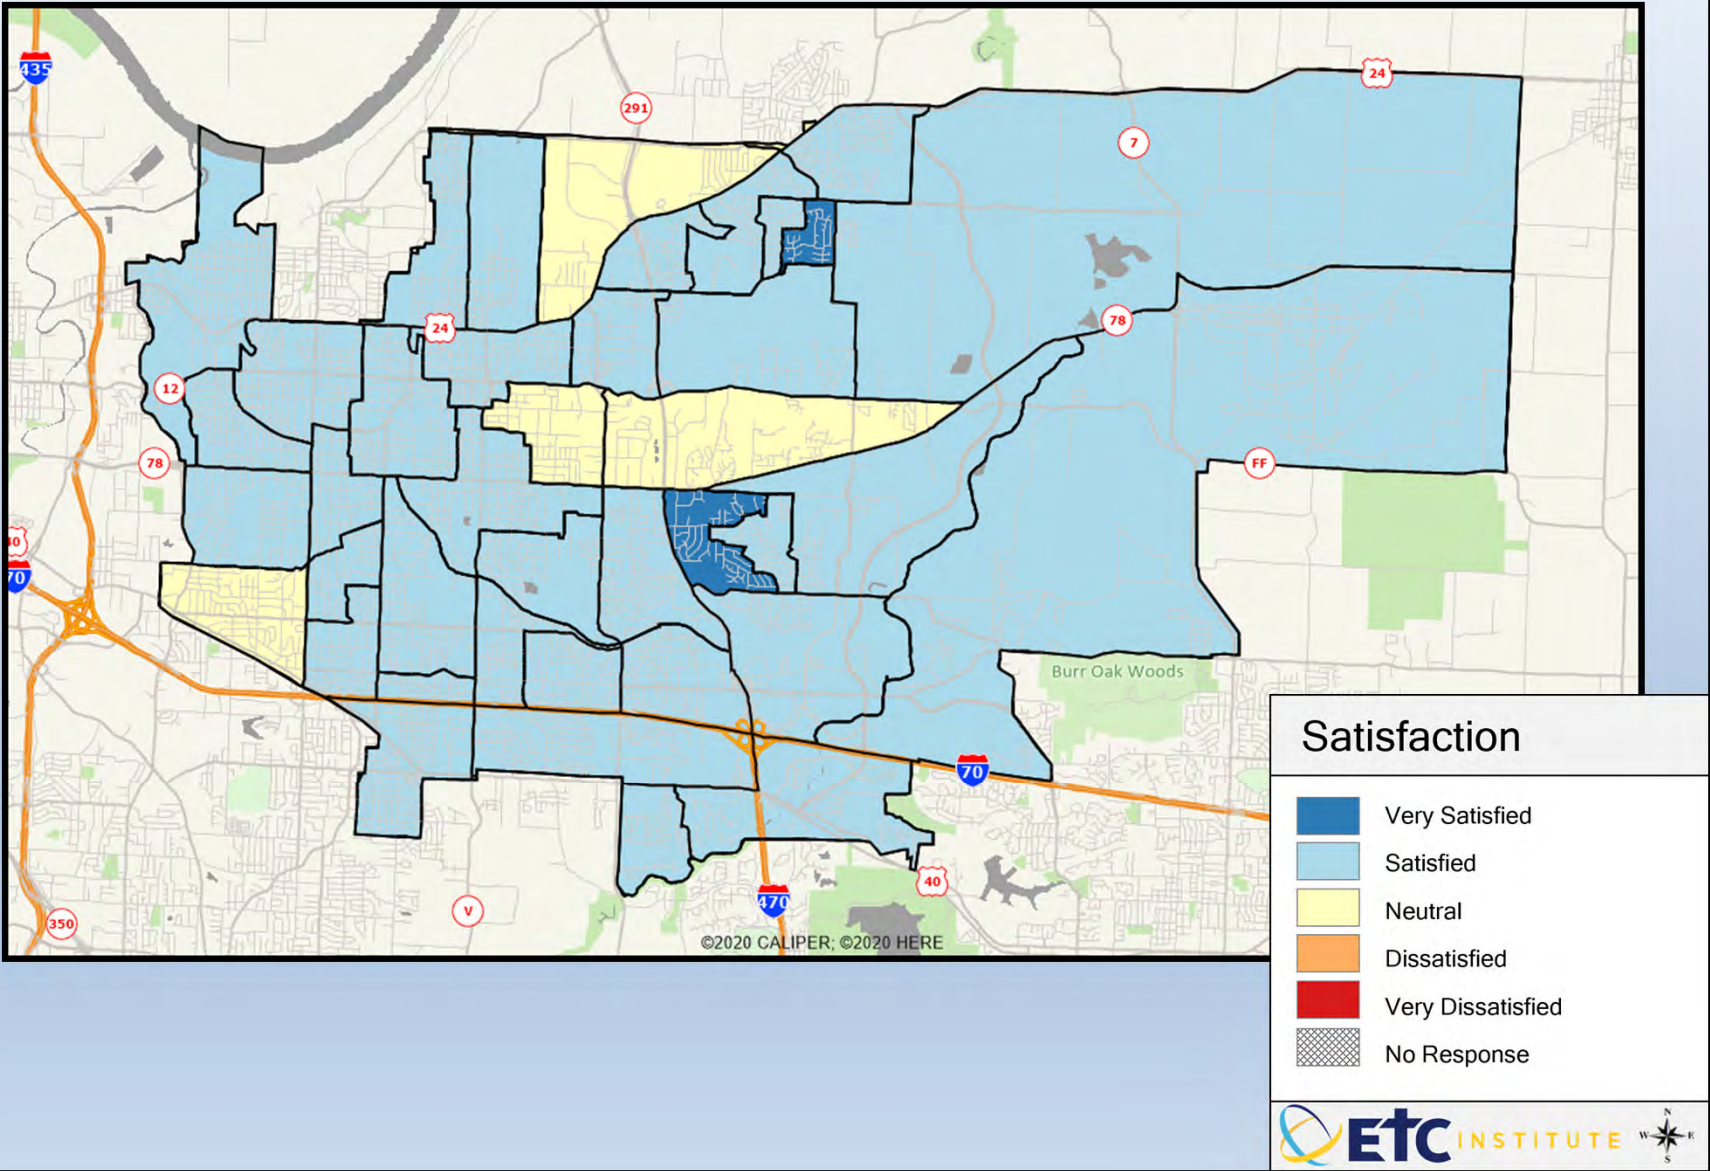 435
24
291
7
24
78
12
78
FF
40
70
Burr Oak Woods
70
40
470
V
350
©2020 CALIPER; ©2020 HERE
Satisfaction
Very Satisfied
Satisfied
Neutral
Dissatisfied
Very Dissatisfied
No Response
ETC INSTITUTE
N
W E
S